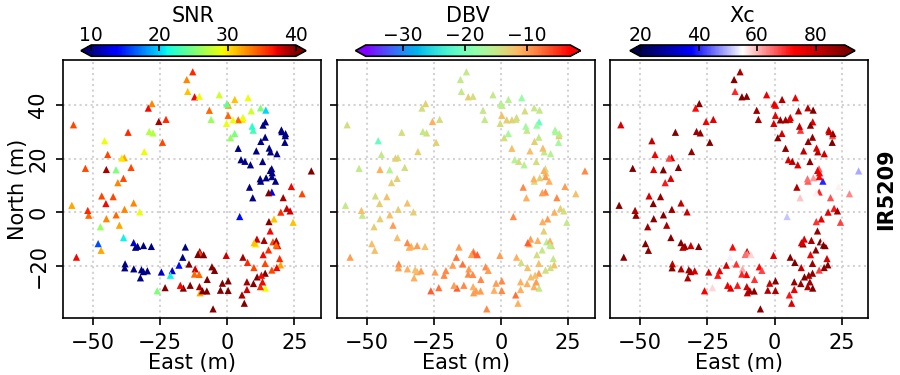 SNR DBV Xc
10 20 30 40 −30 −20 −10 20 40 60 80
40
20
0
−20
North (m)
IR5209
−50 −25 0 25 −50 −25 0 25 −50 −25 0 25
East (m) East (m) East (m)